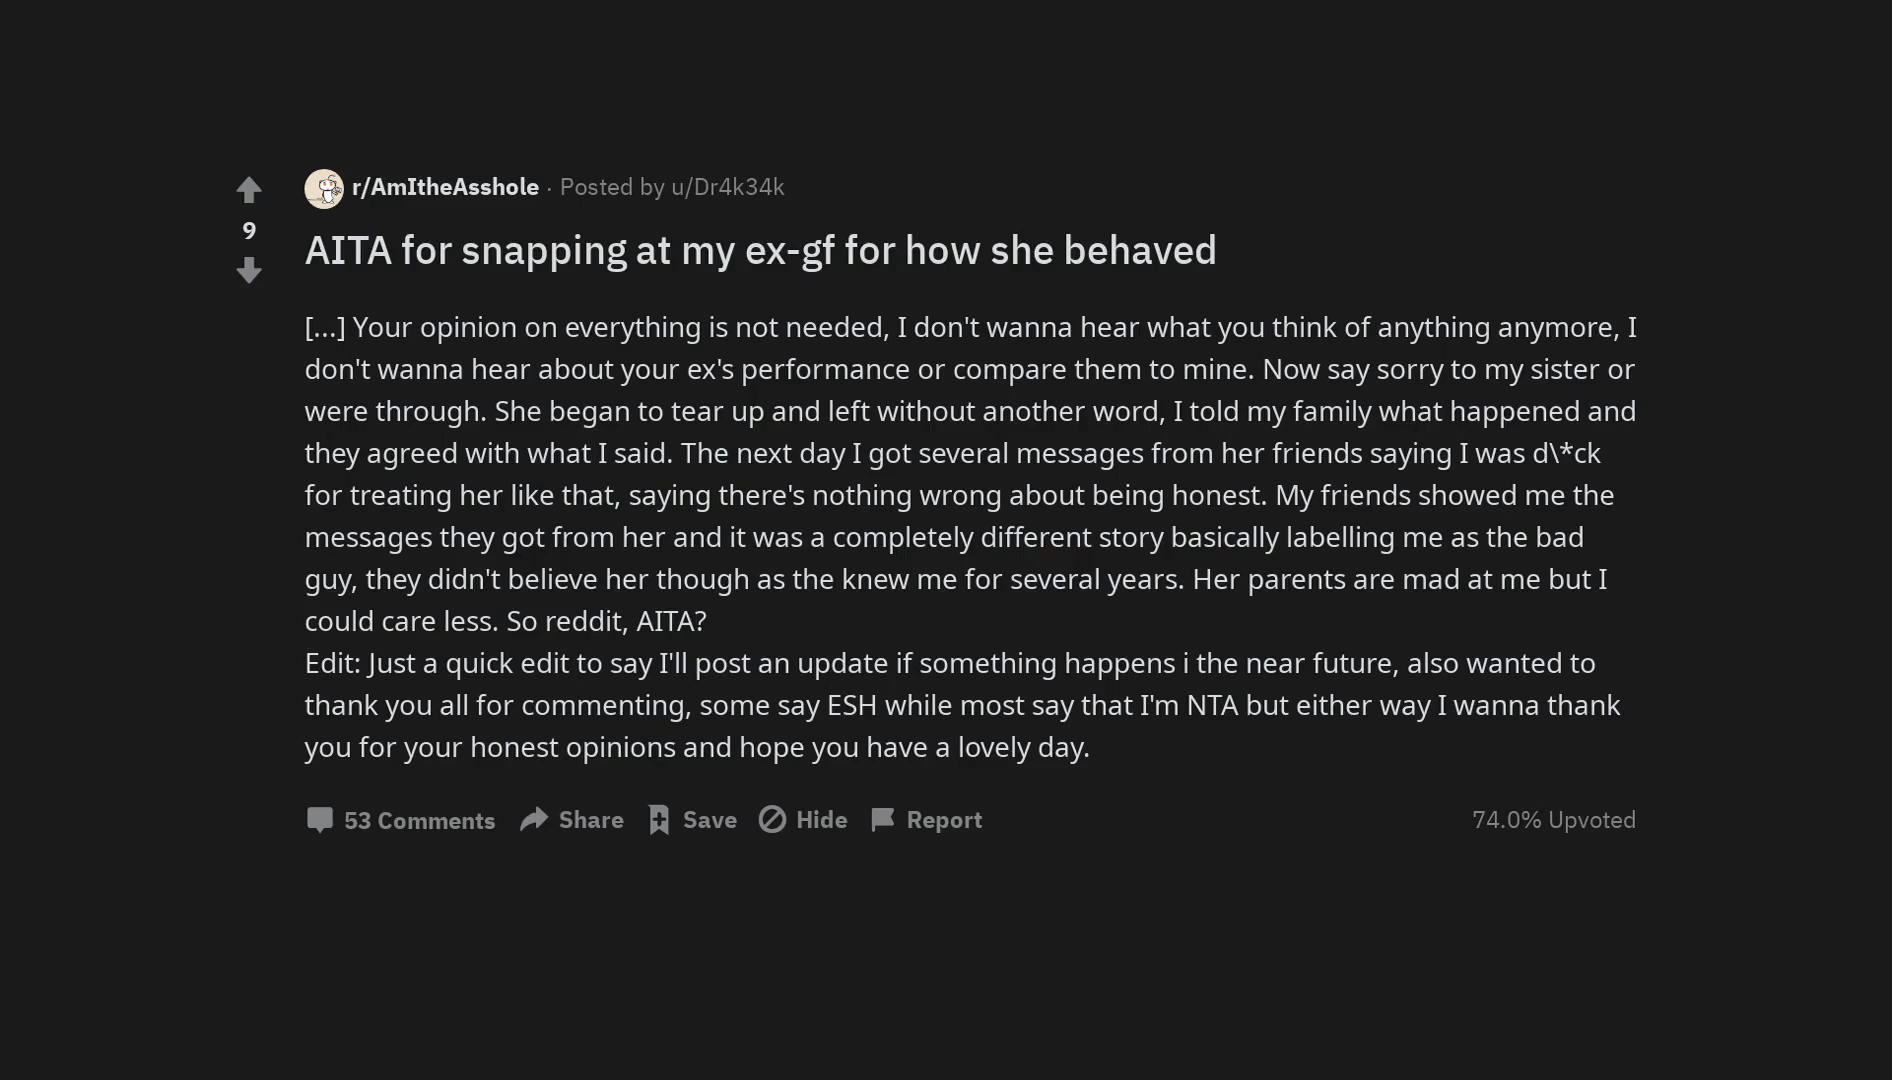 r/AmItheAsshole · Posted by u/Dr4k34k
9
AITA for snapping at my ex-gf for how she behaved
[...] Your opinion on everything is not needed, I don't wanna hear what you think of anything anymore, I
don't wanna hear about your ex's performance or compare them to mine. Now say sorry to my sister or
were through. She began to tear up and left without another word, I told my family what happened and
they agreed with what I said. The next day I got several messages from her friends saying I was d\*ck
for treating her like that, saying there's nothing wrong about being honest. My friends showed me the
messages they got from her and it was a completely different story basically labelling me as the bad
guy, they didn't believe her though as the knew me for several years. Her parents are mad at me but I
could care less. So reddit, AITA?
Edit: Just a quick edit to say I'll post an update if something happens i the near future, also wanted to
thank you all for commenting, some say ESH while most say that I'm NTA but either way I wanna thank
you for your honest opinions and hope you have a lovely day.
53 Comments Share Save Hide Report 74.0% Upvoted